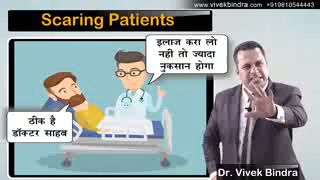 www.vivekbindra.com +919810544443
Scaring Patients
इलाज करा लो
नही तो ज्यादा
नुकसान होगा
ठीक है
डॉक्टर साहब
Dr. Vivek Bindra